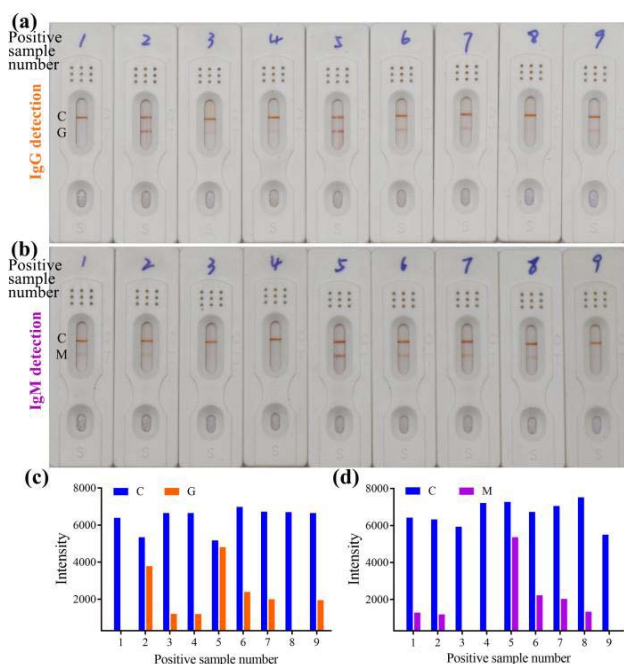 (a)
Positive sample number
1 2 3 4 5 6 7 8 9
C
G
IgG detection
S S S S S S S S S
(b)
Positive sample number
1 2 3 4 5 6 7 8 9
C
M
IgM detection
S S S S S S S S S
(c)
C G
8000
6000
4000
2000
Intensity
1 2 3 4 5 6 7 8 9
Positive sample number
(d)
C M
8000
6000
4000
2000
Intensity
1 2 3 4 5 6 7 8 9
Positive sample number